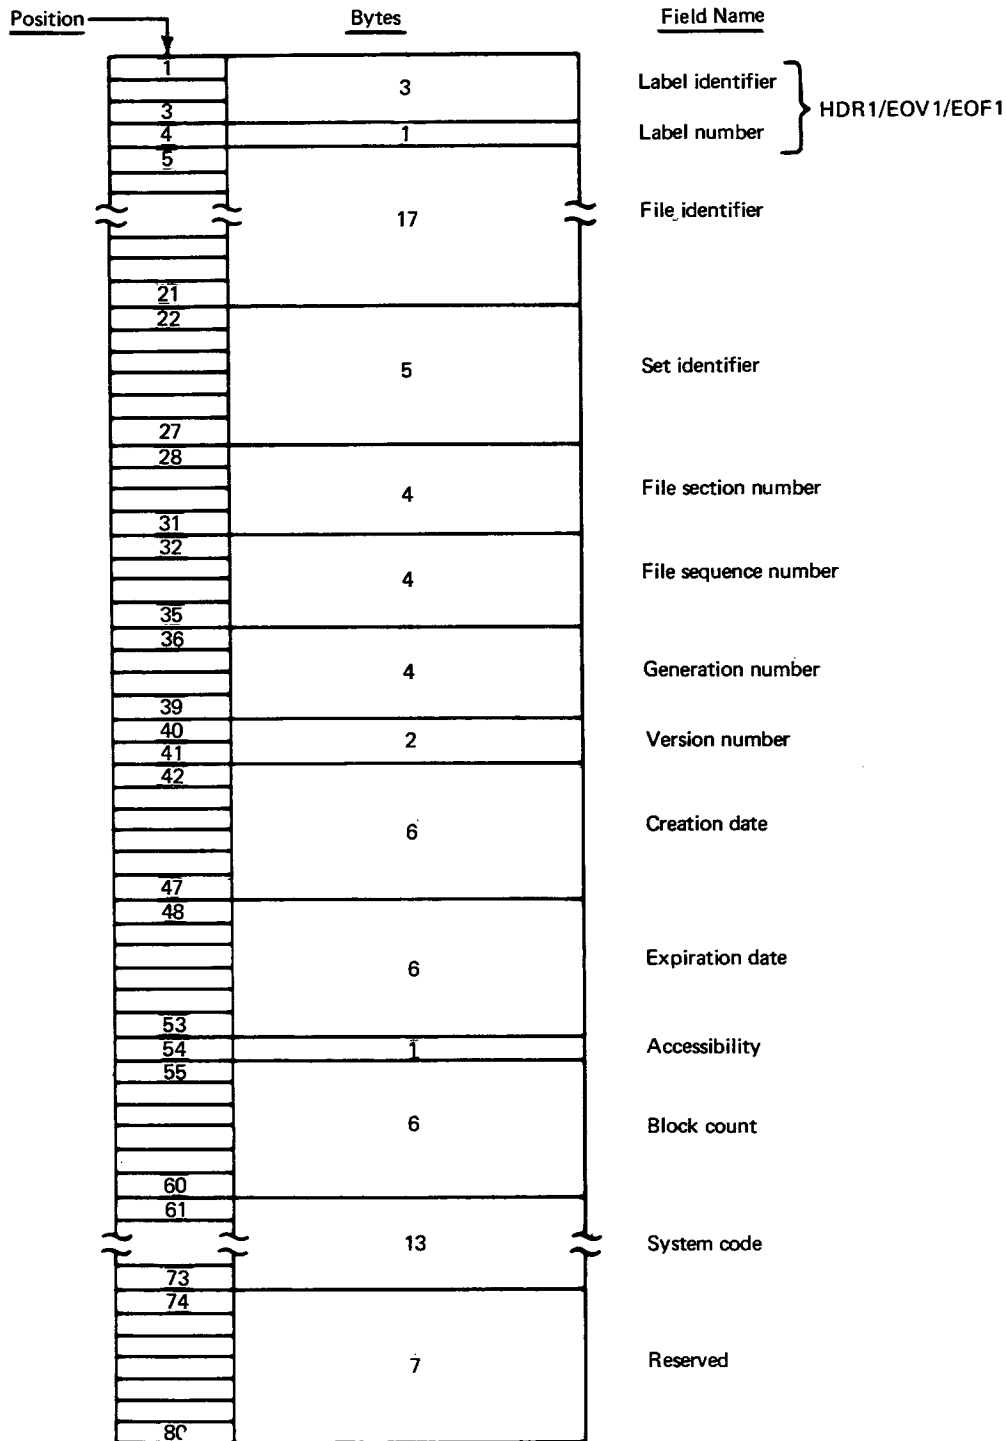 Position Bytes Field Name
1
3 Label identifier
3
HDR1/EOV1/EOF1
4 1 Label number
5
17 File identifier
21
22
5 Set identifier
27
28
4 File section number
31
32
4 File sequence number
35
36
4 Generation number
39
40
2 Version number
41
42
6 Creation date
47
48
6 Expiration date
53
54 1 Accessibility
55
6 Block count
60
61
13 System code
73
74
7 Reserved
80